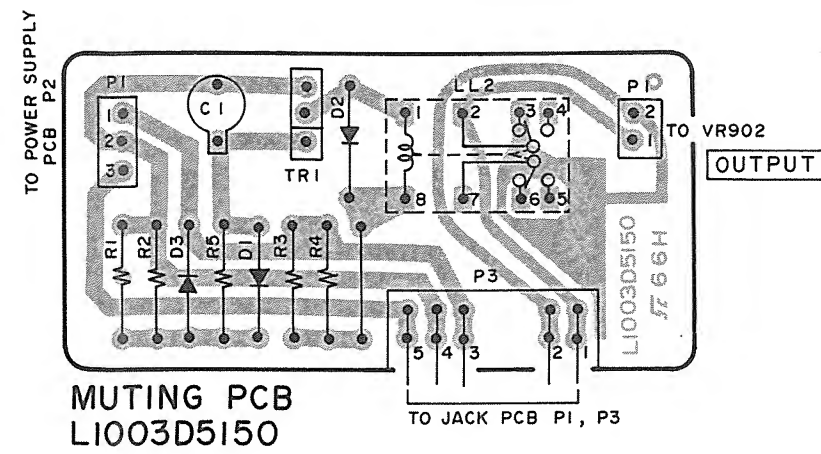 TO POWER SUPPLY
PCB P2
P1
1
2
3
C1
TR1
D2
LL2
1
2
3
4
8
7
6
5
P1
2
1
TO VR902
OUTPUT
R1
R2
D3
R5
D1
R3
R4
P3
5
4
3
2
1
L1003D5150
66H
MUTING PCB
L1003D5150
TO JACK PCB P1, P3